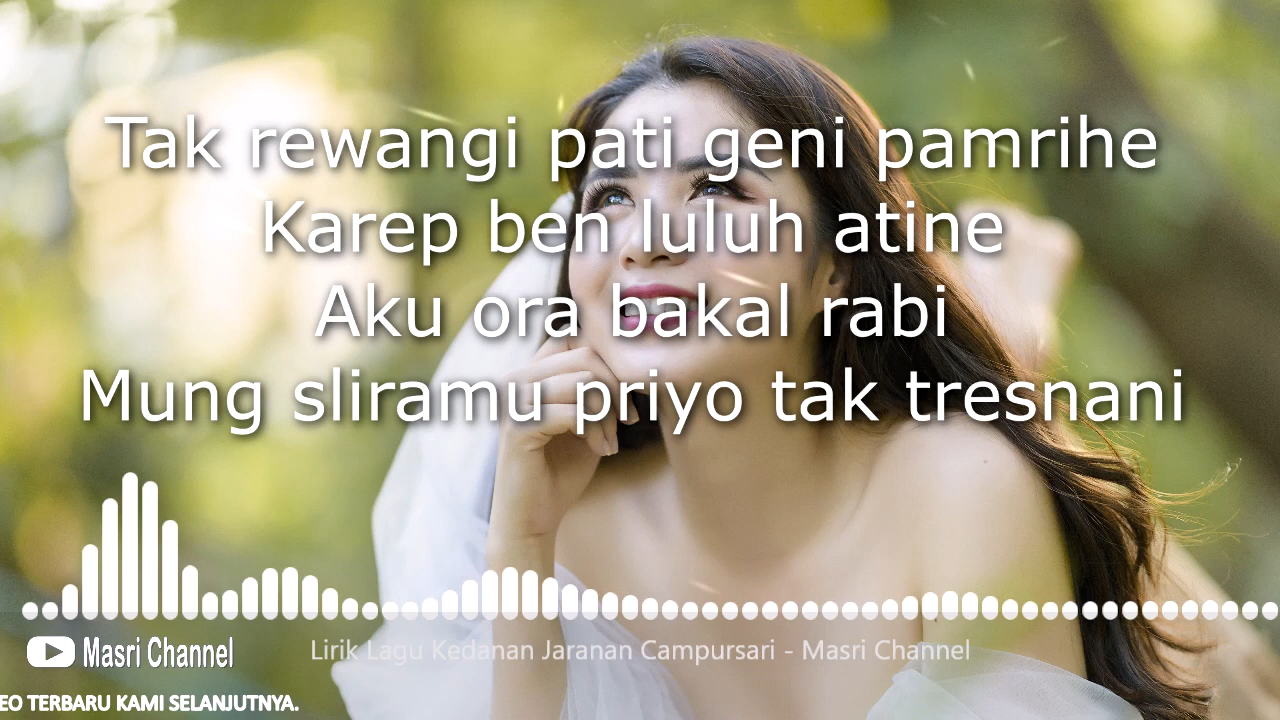 Tak rewangi pati geni pamrihe
Karep ben luluh atine
Aku ora bakal rabi
Mung sliramu priyo tak tresnani
Masri Channel
Lirik Lagu Kedanan Jaranan Campursari - Masri Channel
EO TERBARU KAMI SELANJUTNYA.